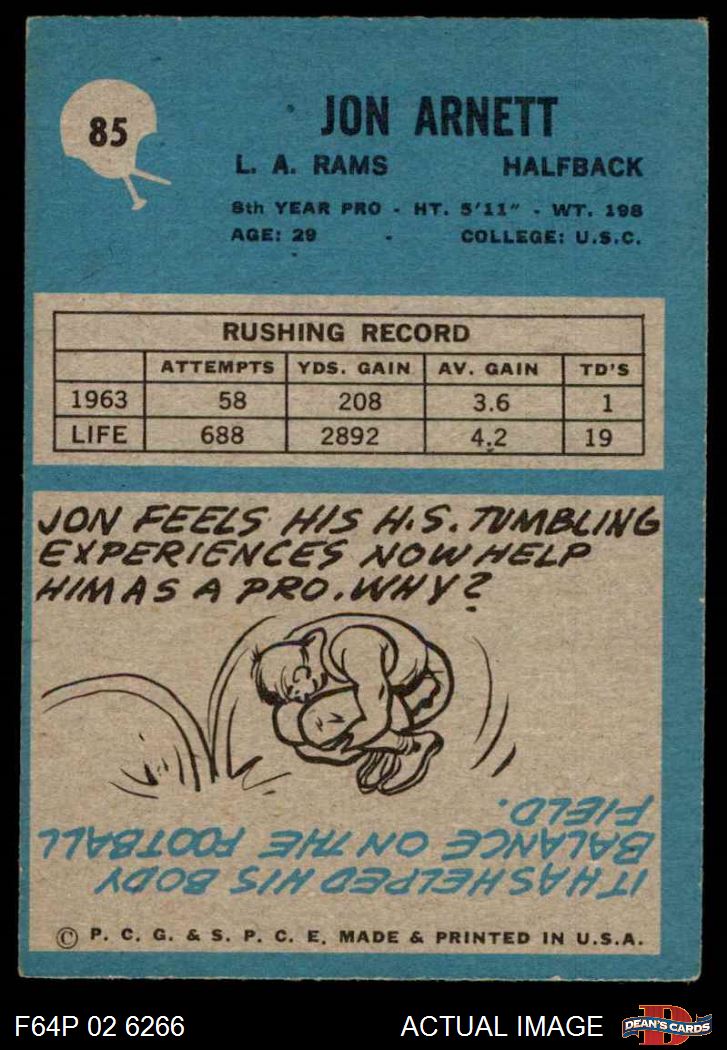 85
JON ARNETT
L. A. RAMS HALFBACK
8th YEAR PRO - HT. 5'11" - WT. 198
AGE: 29 - COLLEGE: U.S.C.
RUSHING RECORD
ATTEMPTS YDS. GAIN AV. GAIN TD'S
1963 58 208 3.6 1
LIFE 688 2892 4.2 19
JON FEELS HIS H.S. TUMBLING
EXPERIENCES NOW HELP
HIM AS A PRO. WHY?
IT HAS HELPED HIS BODY
BALANCE ON THE FOOTBALL
FIELD.
© P. C. G. & S. P. C. E. MADE & PRINTED IN U.S.A.
F64P 02 6266 ACTUAL IMAGE
D
DEAN'S CARDS